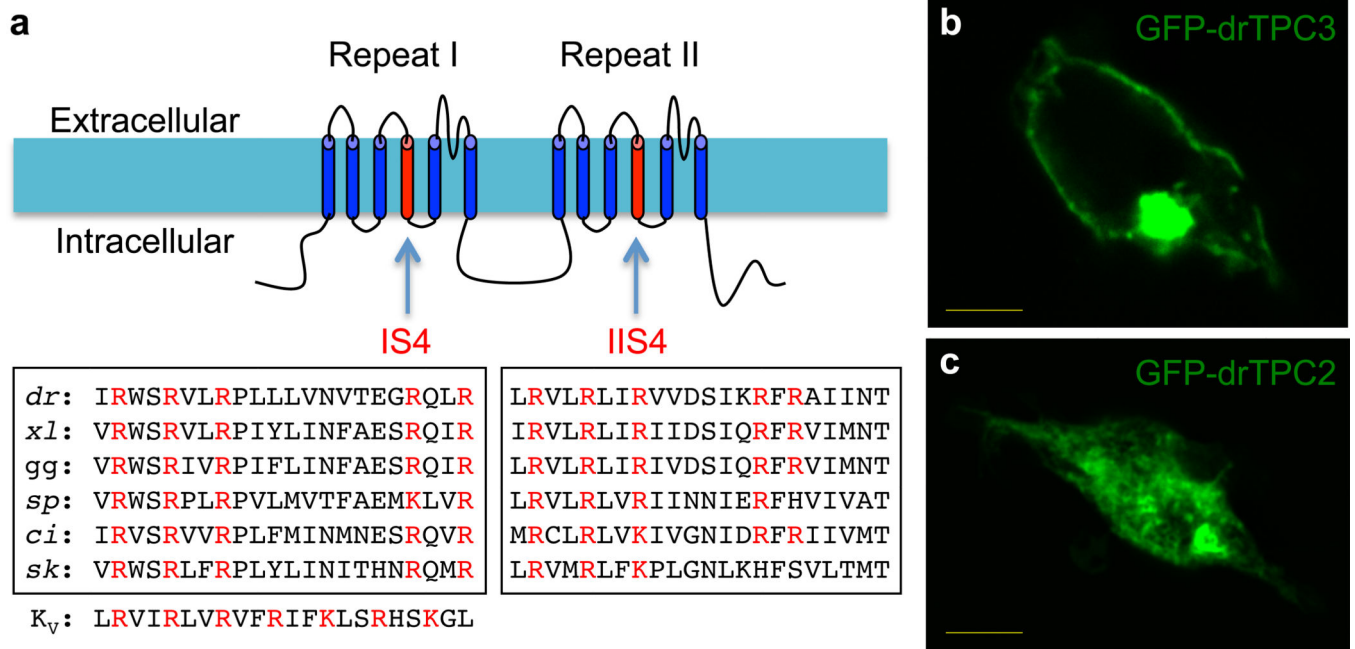 a
Repeat I
Repeat II
Extracellular
Intracellular
IS4
IIS4
dr: IRWSRVLRPLLLVNVTEGRQLR LRVLRLIRVVDSIKRFRAIINT
xl: VRWSRVLRPIYLINFAESRQIR IRVLRLIRIIDSIQRFRVIMNT
gg: VRWSRIVRPIFLINFAESRQIR LRVLRLIRIVDSIQRFRVIMNT
sp: VRWSRPLRPVLMVTFAEMKLVR LRVLRLVRIINNIERFHVIVAT
ci: IRVSRVVRPLFMINMNESRQVR MRCLRLVKIVGNIDRFRIIVMT
sk: VRWSRLFRPLYLINITHNRQMR LRVMRLFKPLGNLKHFSVLTMT
KV LRVIRLVRVFRIFKLSRHSKGL
b
GFP-drTPC3
c
GFP-drTPC2